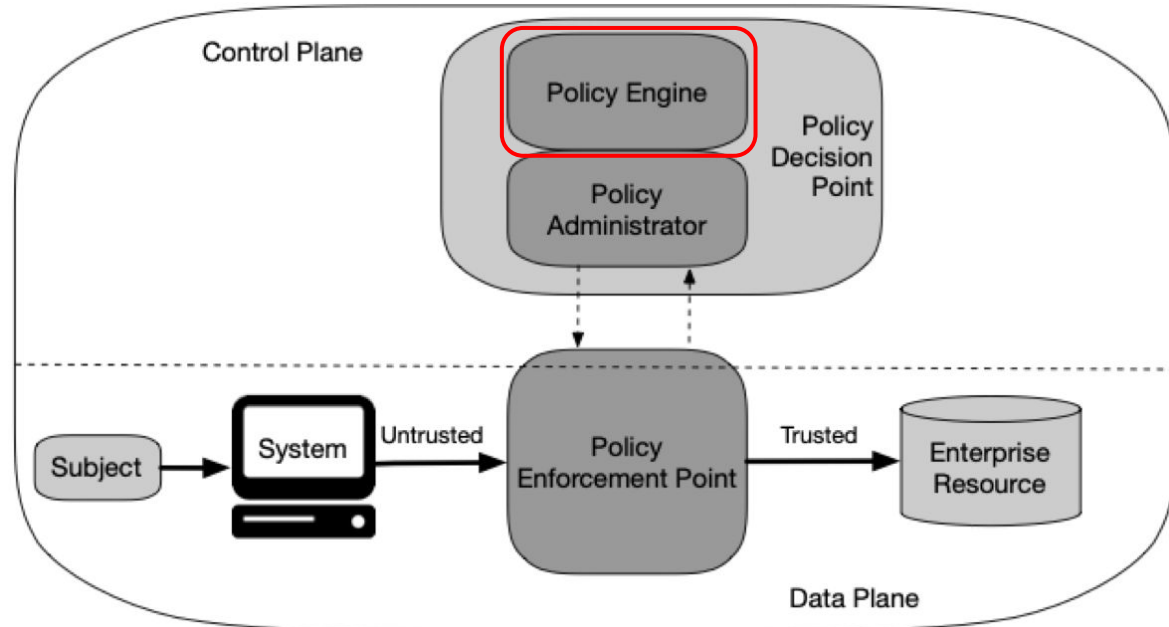 Control Plane
Policy Engine
Policy
Decision
Point
Policy
Administrator
Subject
System
Untrusted
Policy
Enforcement Point
Trusted
Enterprise
Resource
Data Plane